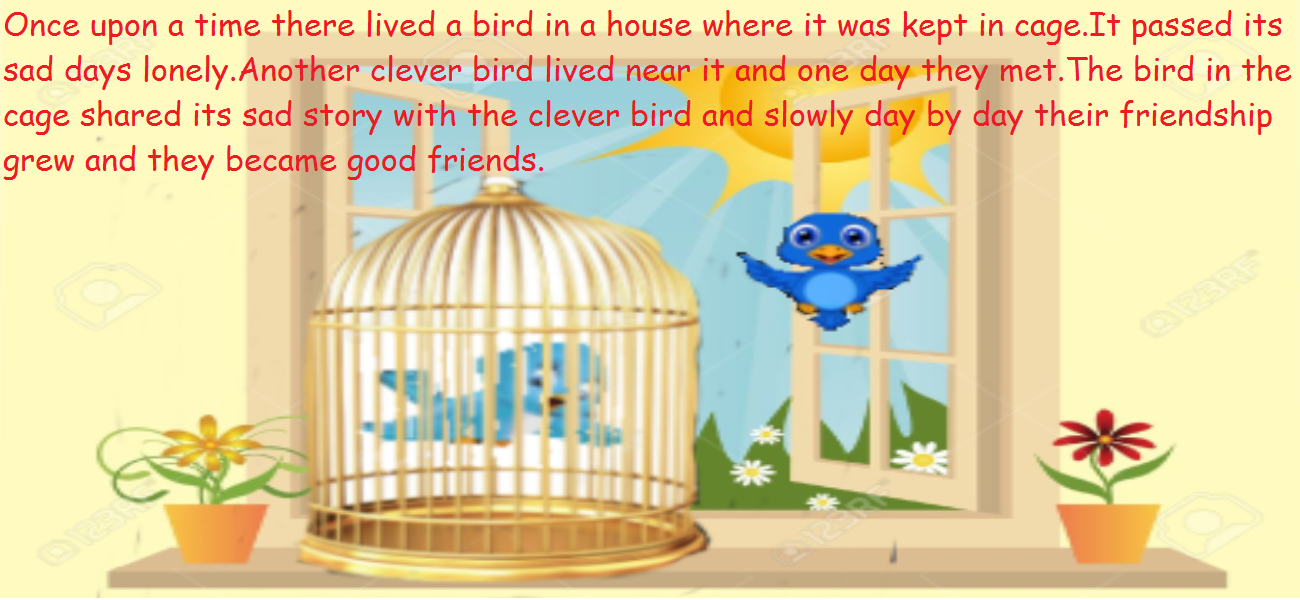 Once upon a time there lived a bird in a house where it was kept in cage.It passed its
sad days lonely.Another clever bird lived near it and one day they met.The bird in the
cage shared its sad story with the clever bird and slowly day by day their friendship
grew and they became good friends.
123RF
123RF
123RF
123RF